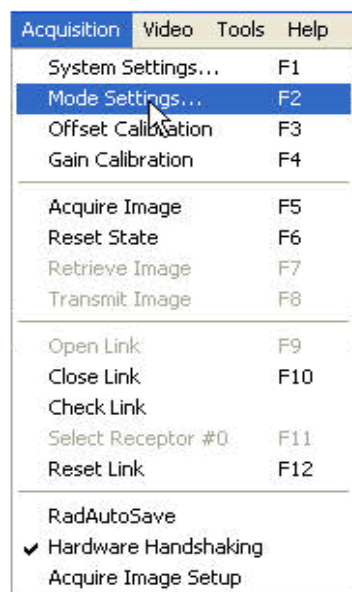 Acquisition Video Tools Help
System Settings... F1
Mode Settings... F2
Offset Calibration F3
Gain Calibration F4
Acquire Image F5
Reset State F6
Retrieve Image F7
Transmit Image F8
Open Link F9
Close Link F10
Check Link
Select Receptor #0 F11
Reset Link F12
RadAutoSave
Hardware Handshaking
Acquire Image Setup